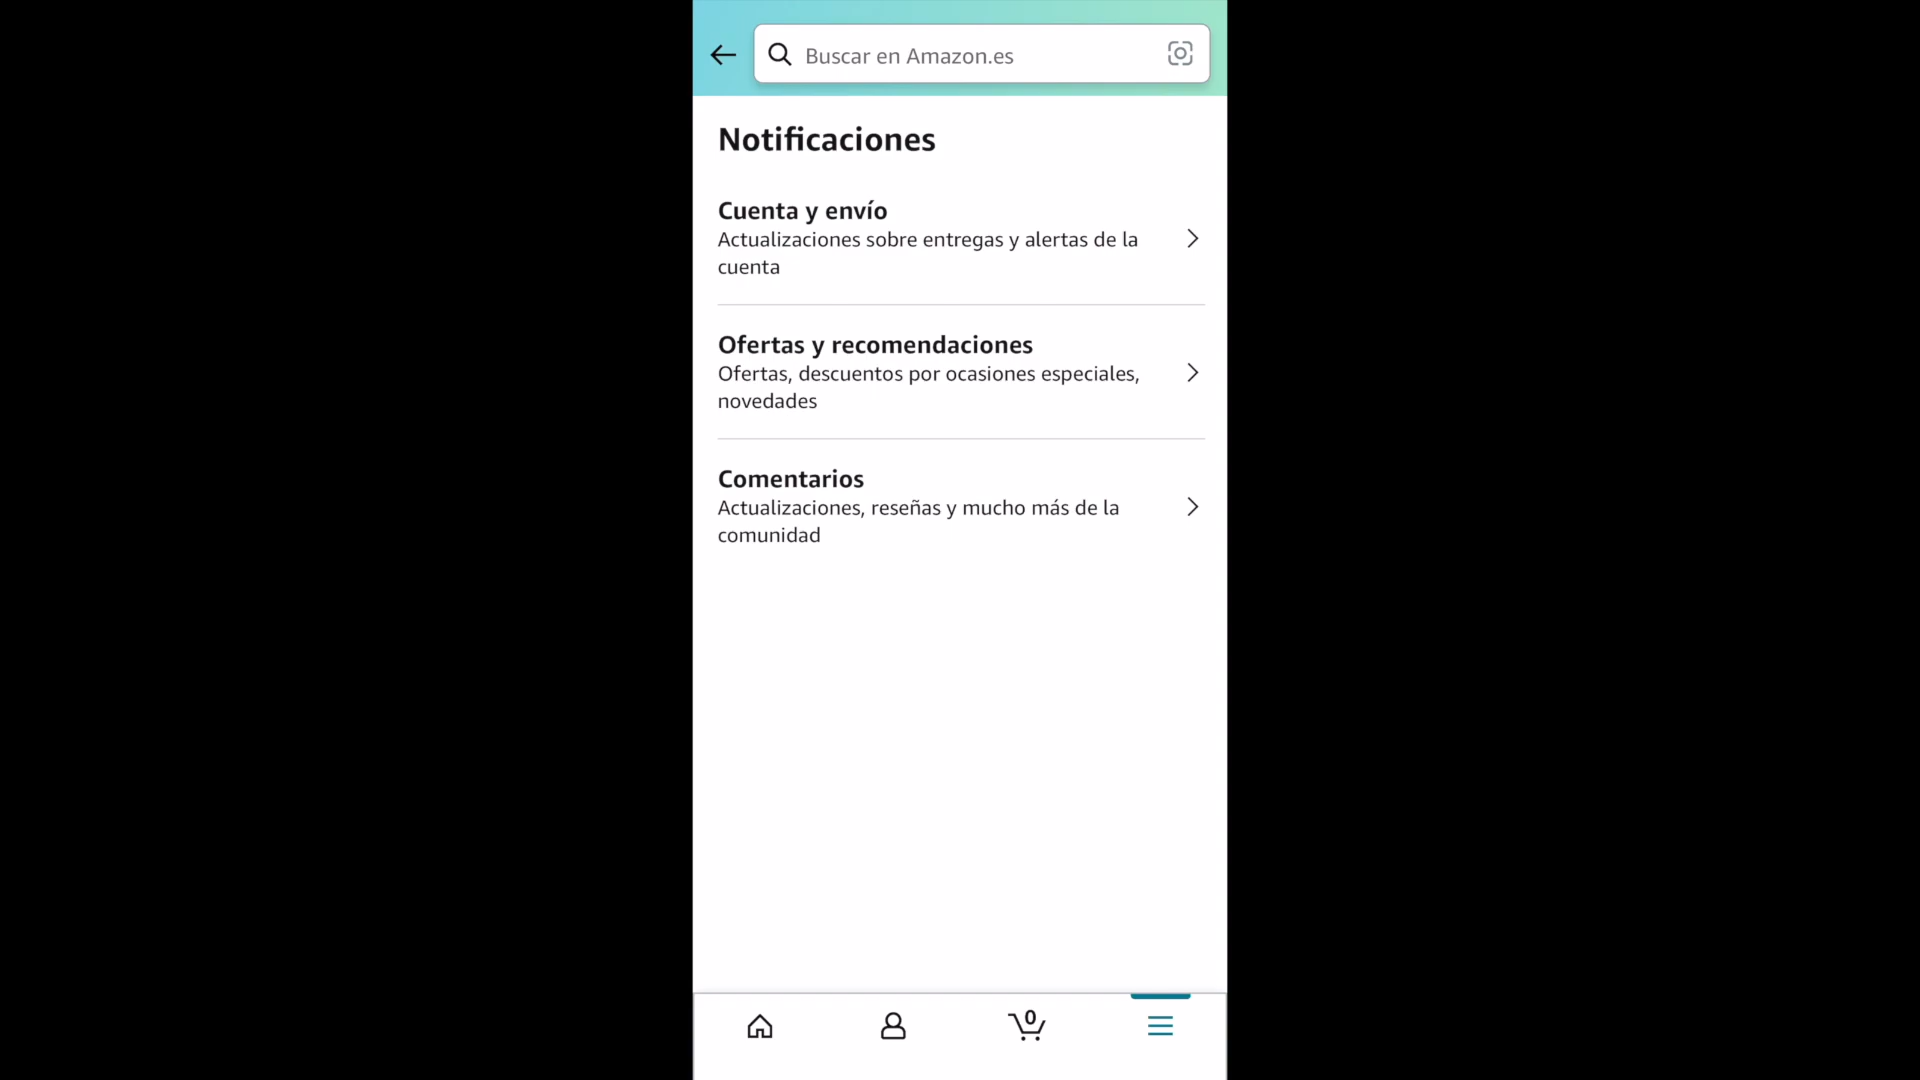 Buscar en Amazon.es
Notificaciones
Cuenta y envío
Actualizaciones sobre entregas y alertas de la
cuenta
Ofertas y recomendaciones
Ofertas, descuentos por ocasiones especiales,
novedades
Comentarios
Actualizaciones, reseñas y mucho más de la
comunidad
0